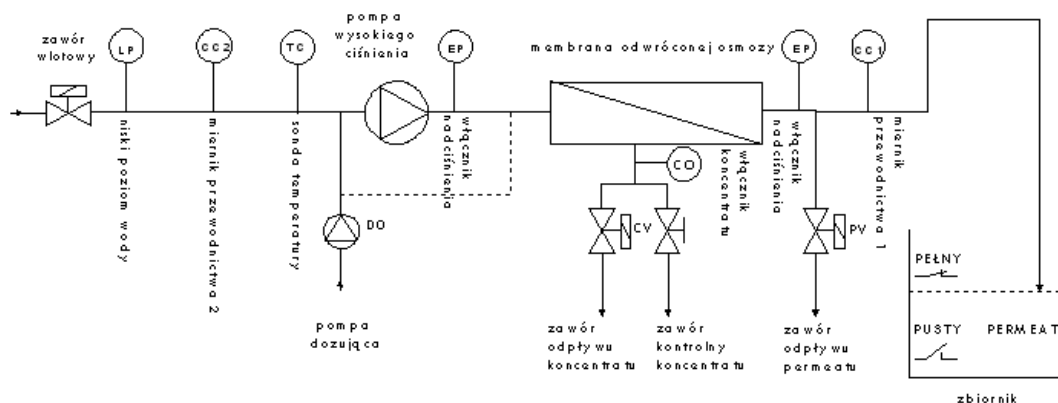 zawór
wlotowy
LP
CC2
TC
pompa
wysokiego
ciśnienia
EP
membrana odwróconej osmozy
EP
CC1
niski poziom wody
miernik przewodnictwa 2
sonda temperatury
włącznik
nadciśnienia
włącznik
koncentratu
włącznik
nadciśnienia
miernik
przewodnictwa 1
CO
DO
CV
PV
pompa
dozująca
zawór
odpływu
koncentratu
zawór
kontrolny
koncentratu
zawór
odpływu
permeatu
PEŁNY
PUSTY
PERMEAT
zbiornik